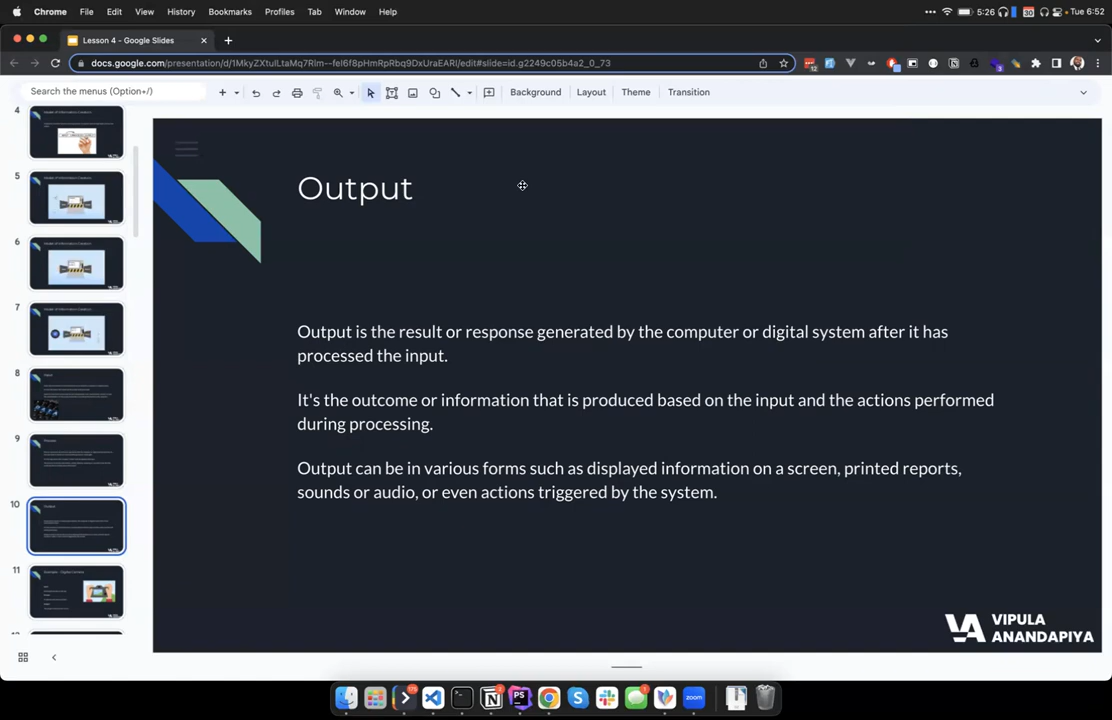 Chrome File Edit View History Bookmarks Profiles Tab Window Help
5:26
30
Tue 6:52
Lesson 4 - Google Slides
docs.google.com/presentation/d/1MkyZXtulLtaMq7Rlm--feI6f8pHmRpRbq9DxUraEARI/edit#slide=id.g2249c05b4a2_0_73
Search the menus (Option+/)
Background Layout Theme Transition
4
5
6
7
8
9
10
11
Output
Output is the result or response generated by the computer or digital system after it has
processed the input.
It's the outcome or information that is produced based on the input and the actions performed
during processing.
Output can be in various forms such as displayed information on a screen, printed reports,
sounds or audio, or even actions triggered by the system.
VIPULA
ANANDAPIYA
PS
zoom